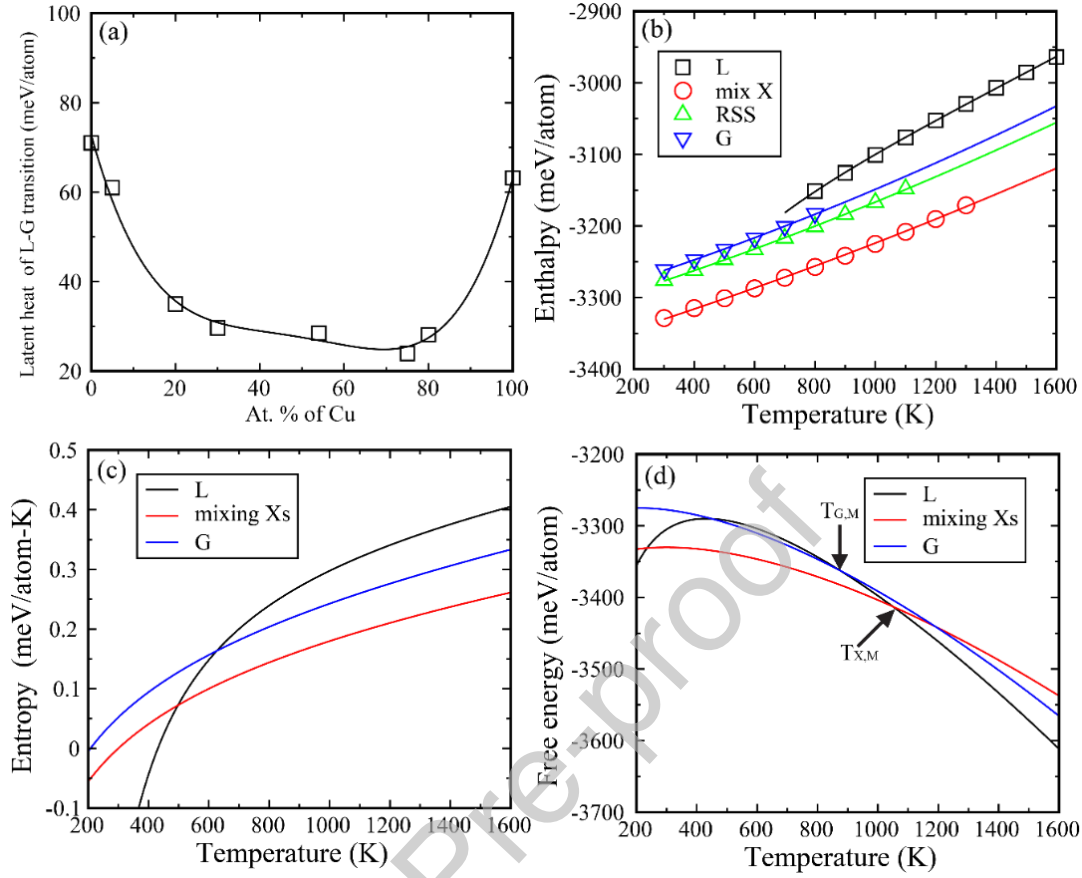 (a)
Latent heat of L-G transition (meV/atom)
100
80
60
40
20
0 20 40 60 80 100
At. % of Cu
(b)
L
mix X
RSS
G
Enthalpy (meV/atom)
-2900
-3000
-3100
-3200
-3300
-3400
200 400 600 800 1000 1200 1400 1600
Temperature (K)
(c)
L
mixing Xs
G
Entropy (meV/atom-K)
0.5
0.4
0.3
0.2
0.1
0
-0.1
200 400 600 800 1000 1200 1400 1600
Temperature (K)
(d)
L
mixing Xs
G
TG,M
TX,M
Free energy (meV/atom)
-3200
-3300
-3400
-3500
-3600
-3700
200 400 600 800 1000 1200 1400 1600
Temperature (K)
Pre-proof